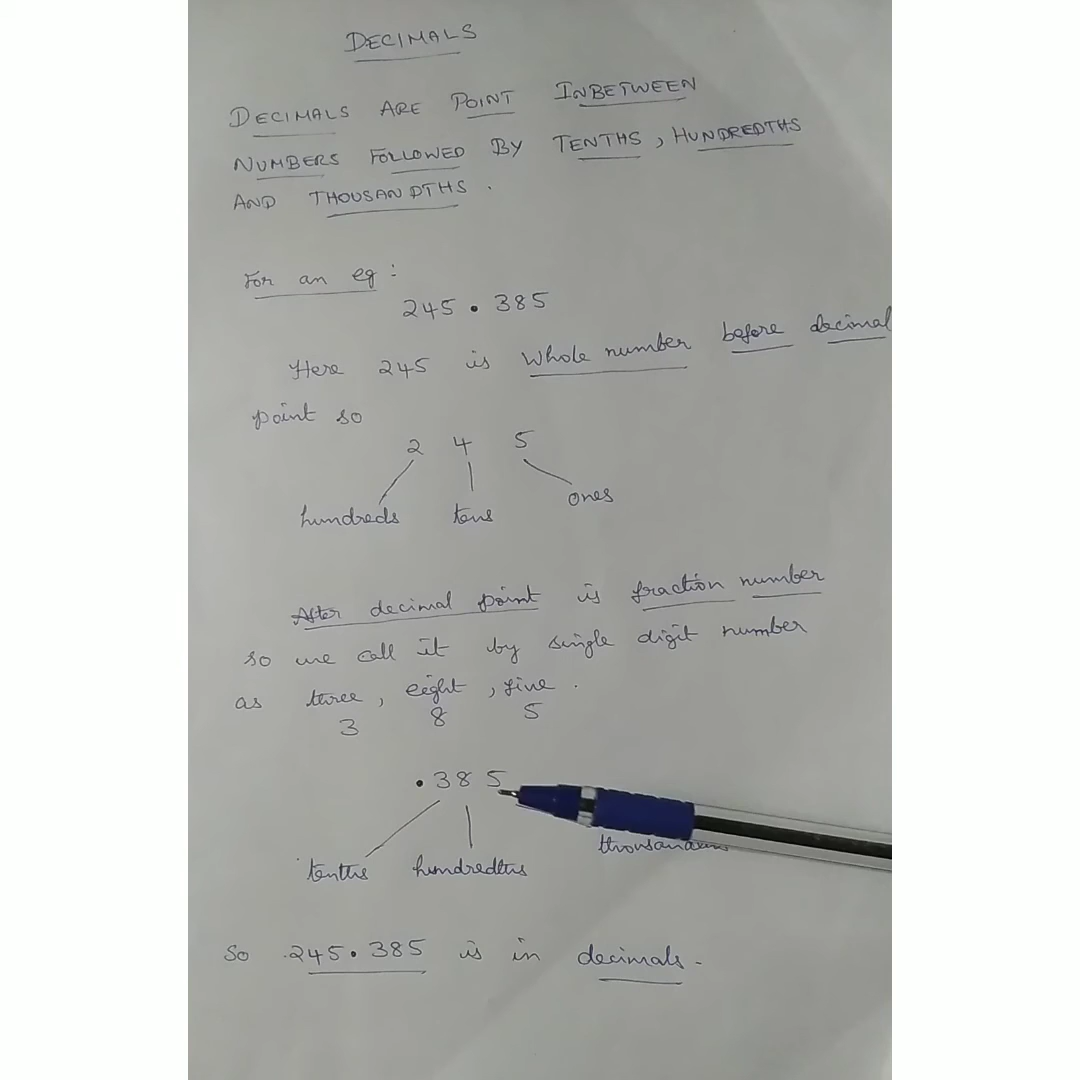 DECIMALS
DECIMALS ARE POINT INBETWEEN
NUMBERS FOLLOWED BY TENTHS, HUNDREDTHS
AND THOUSANDTHS.
For an eg:
245.385
Here 245 is whole number before decimal
point so
2 4 5
hundreds tens ones
After decimal point is fraction number
so we call it by single digit number
as three, eight, five.
3 8 5
.385
tenths hundredths
So 245.385 is in decimals.